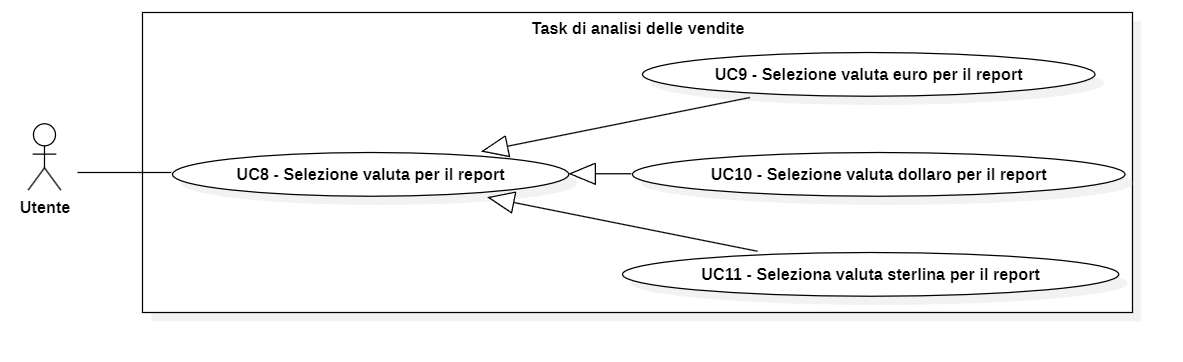 Task di analisi delle vendite
UC9 - Selezione valuta euro per il report
UC8 - Selezione valuta per il report
UC10 - Selezione valuta dollaro per il report
Utente
UC11 - Seleziona valuta sterlina per il report